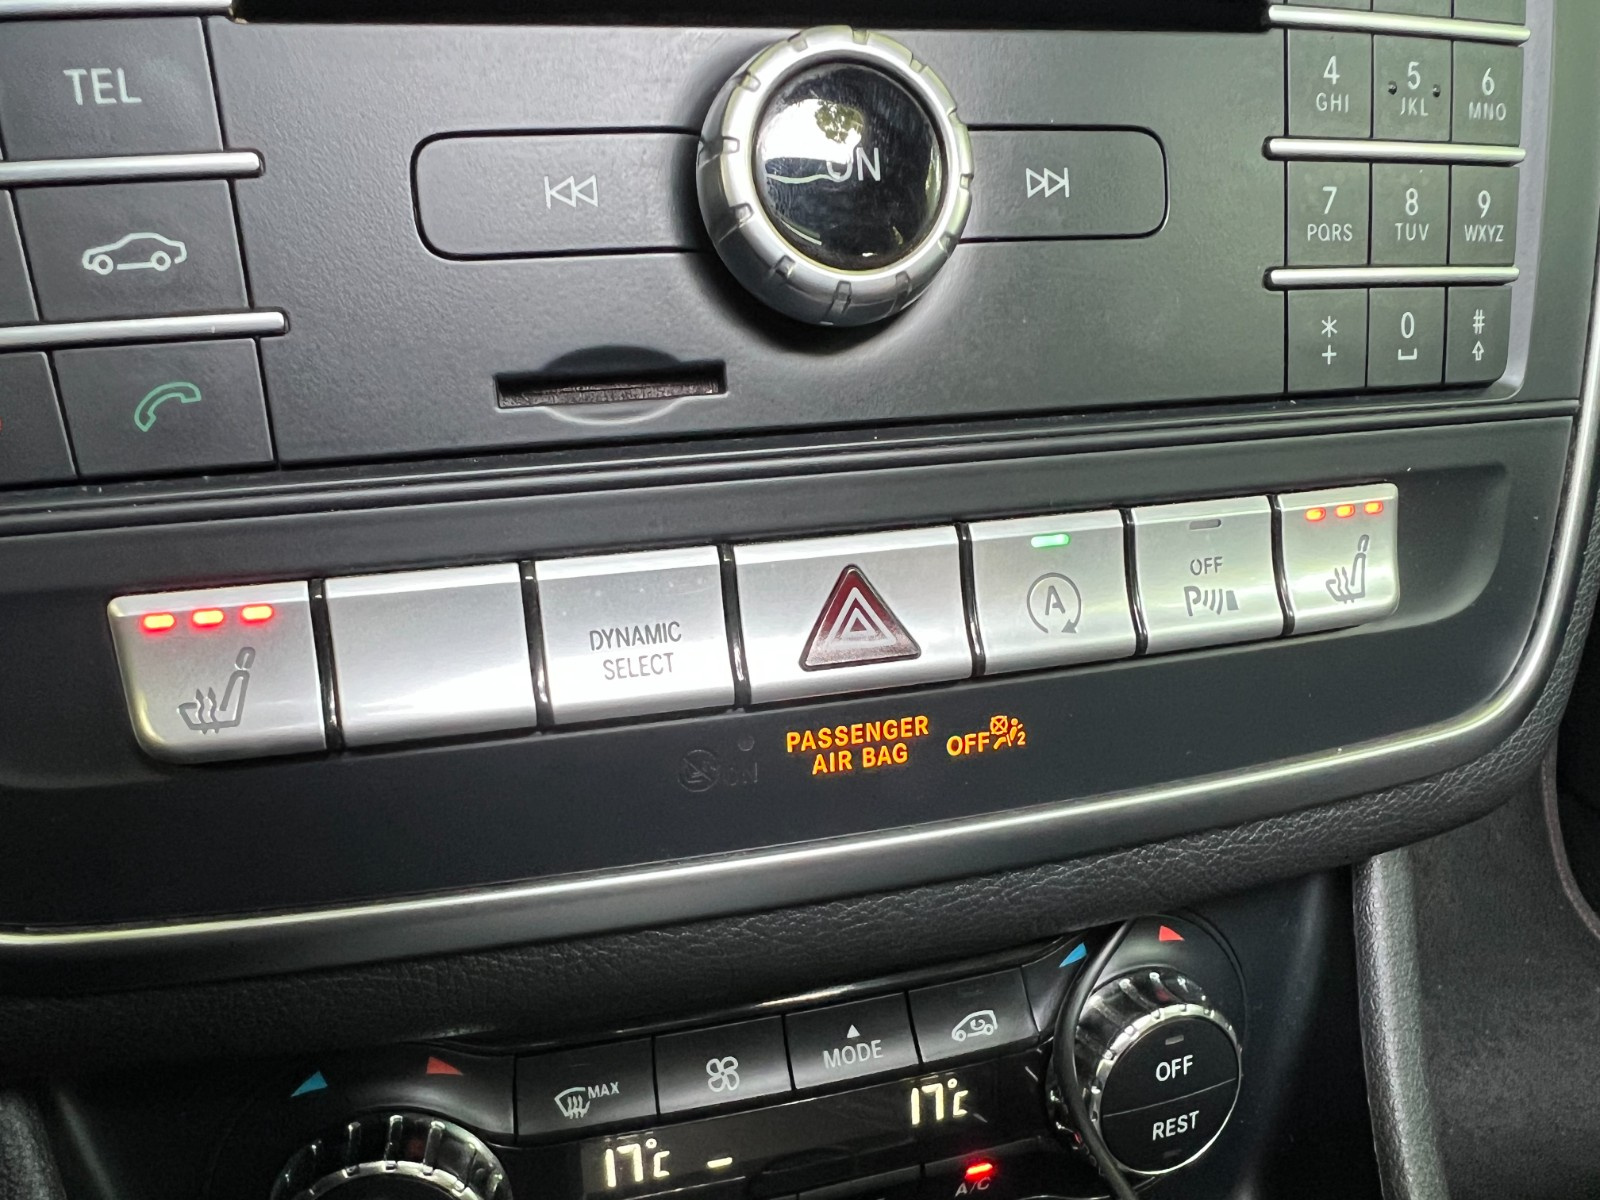 TEL
ON
4
GHI
5
JKL
6
MNO
7
PQRS
8
TUV
9
WXYZ
*
+
0
#
DYNAMIC
SELECT
A
OFF
P
ON
PASSENGER
AIR BAG
OFF 2
MAX
MODE
OFF
REST
17°C
17°C
A/C